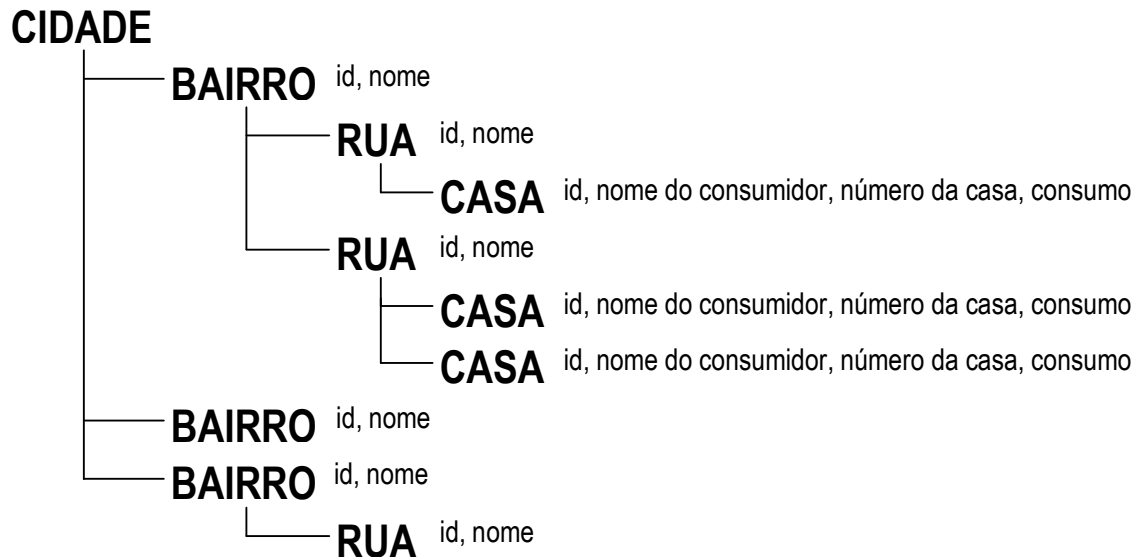 CIDADE
BAIRRO id, nome
RUA id, nome
CASA id, nome do consumidor, número da casa, consumo
RUA id, nome
CASA id, nome do consumidor, número da casa, consumo
CASA id, nome do consumidor, número da casa, consumo
BAIRRO id, nome
BAIRRO id, nome
RUA id, nome